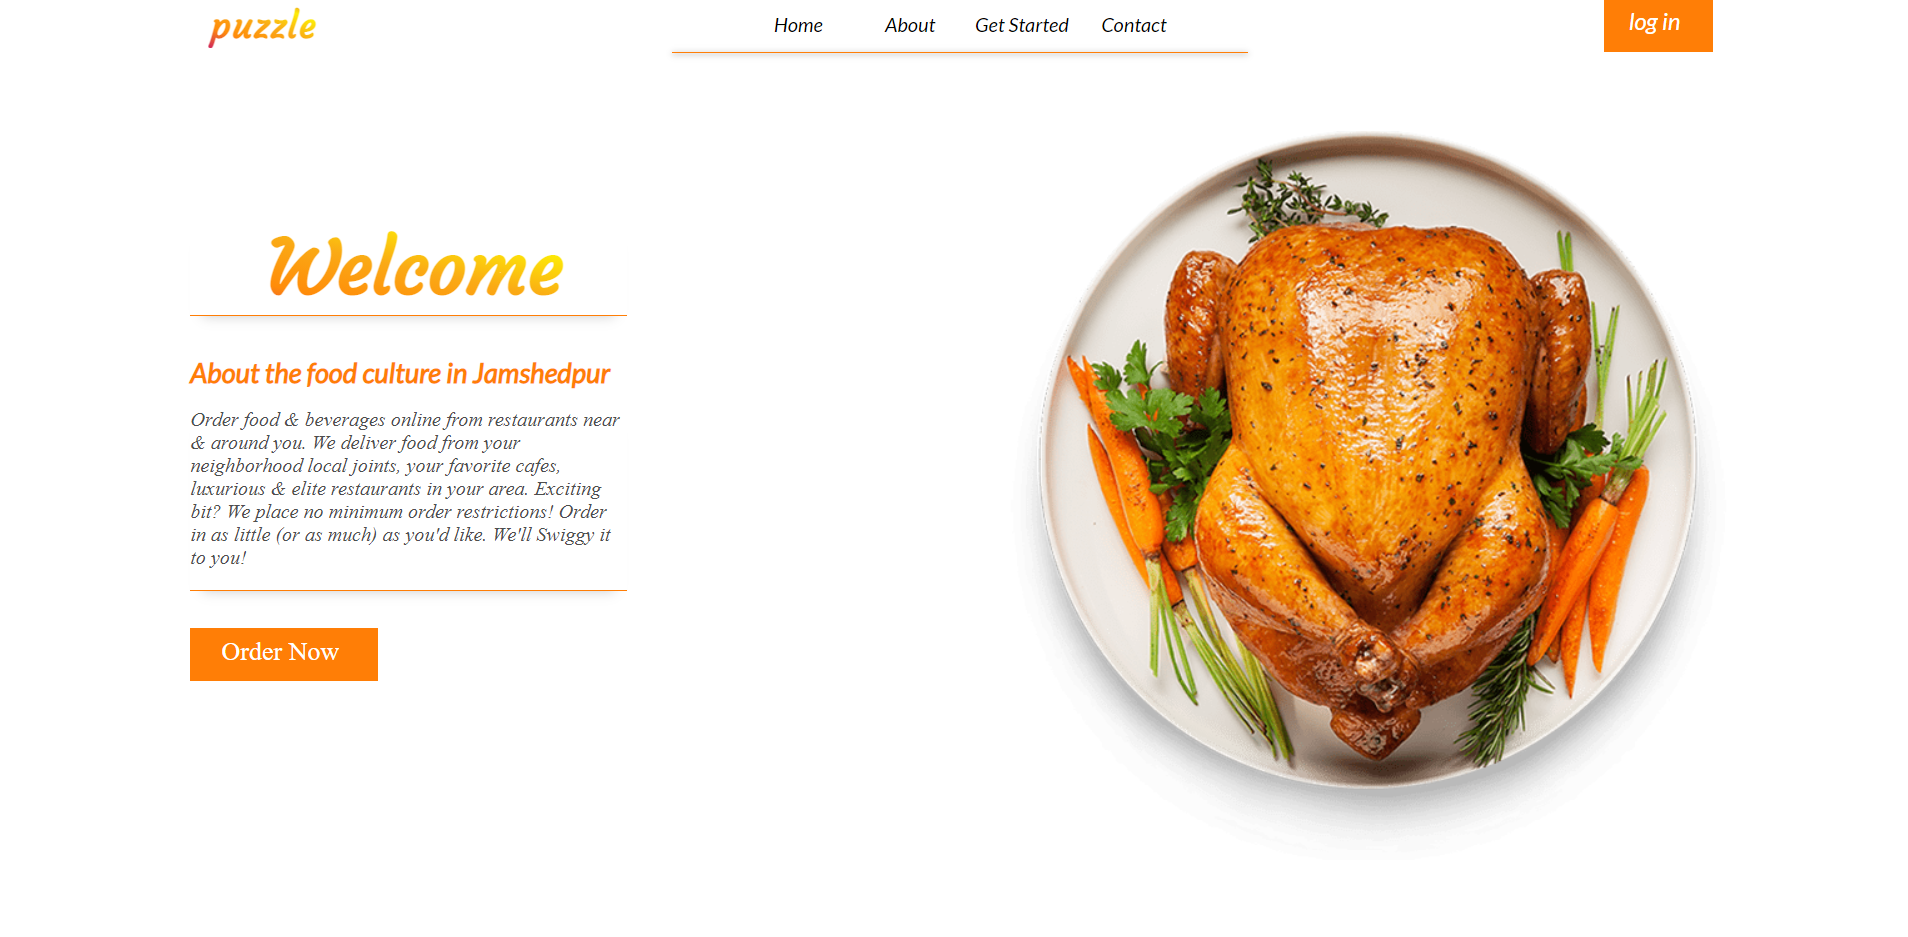 puzzle
Home About Get Started Contact
log in
Welcome
About the food culture in Jamshedpur
Order food & beverages online from restaurants near
& around you. We deliver food from your
neighborhood local joints, your favorite cafes,
luxurious & elite restaurants in your area. Exciting
bit? We place no minimum order restrictions! Order
in as little (or as much) as you'd like. We'll Swiggy it
to you!
Order Now